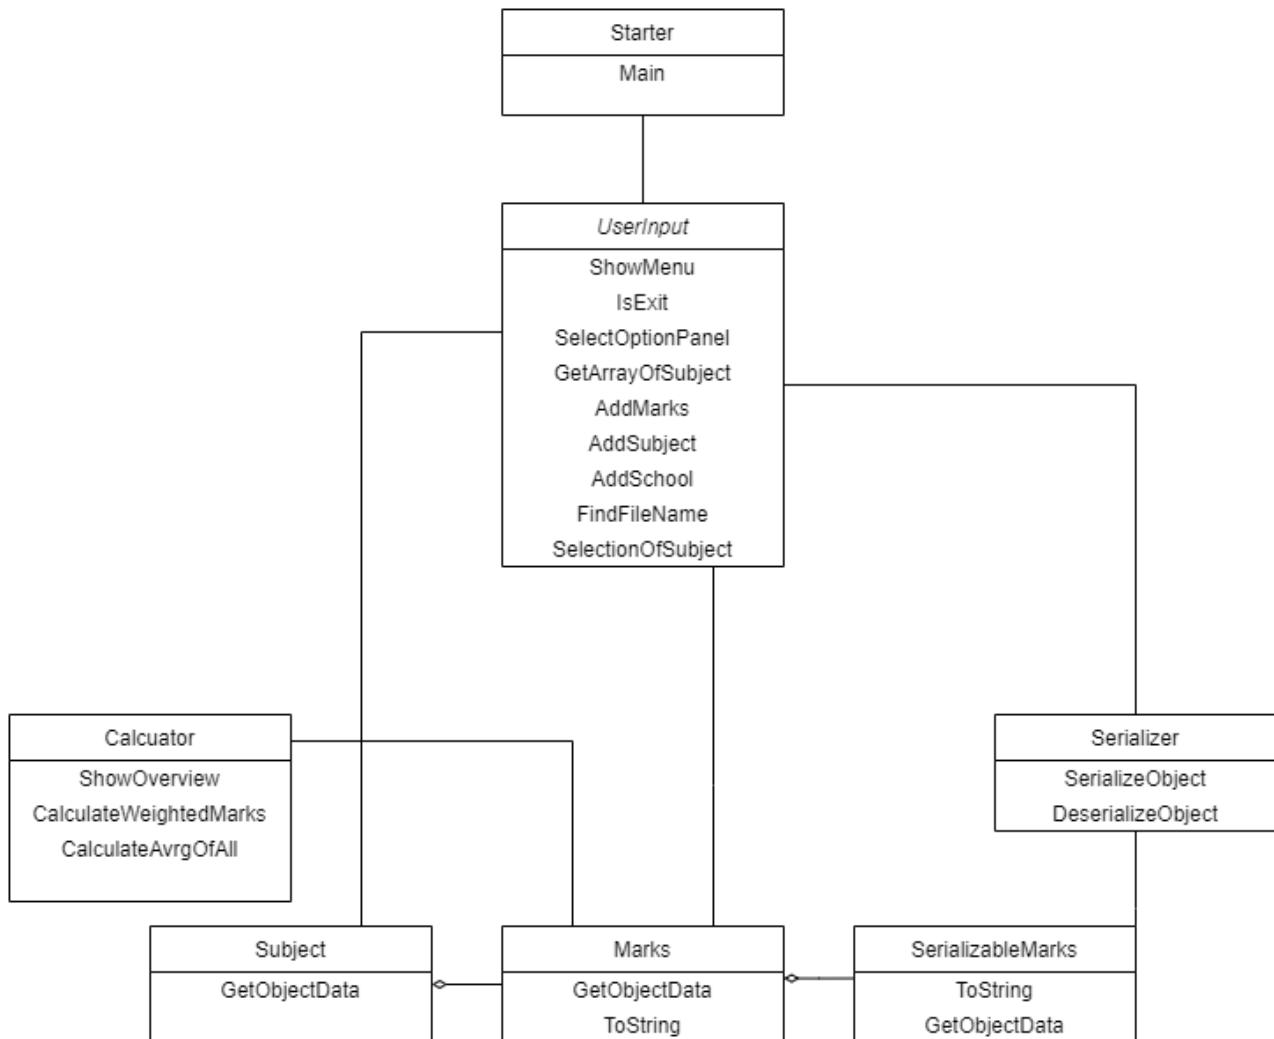 Starter
Main
UserInput
ShowMenu
IsExit
SelectOptionPanel
GetArrayOfSubject
AddMarks
AddSubject
AddSchool
FindFileName
SelectionOfSubject
Calcuator
ShowOverview
CalculateWeightedMarks
CalculateAvrgOfAll
Serializer
SerializeObject
DeserializeObject
Subject
GetObjectData
Marks
GetObjectData
ToString
SerializableMarks
ToString
GetObjectData